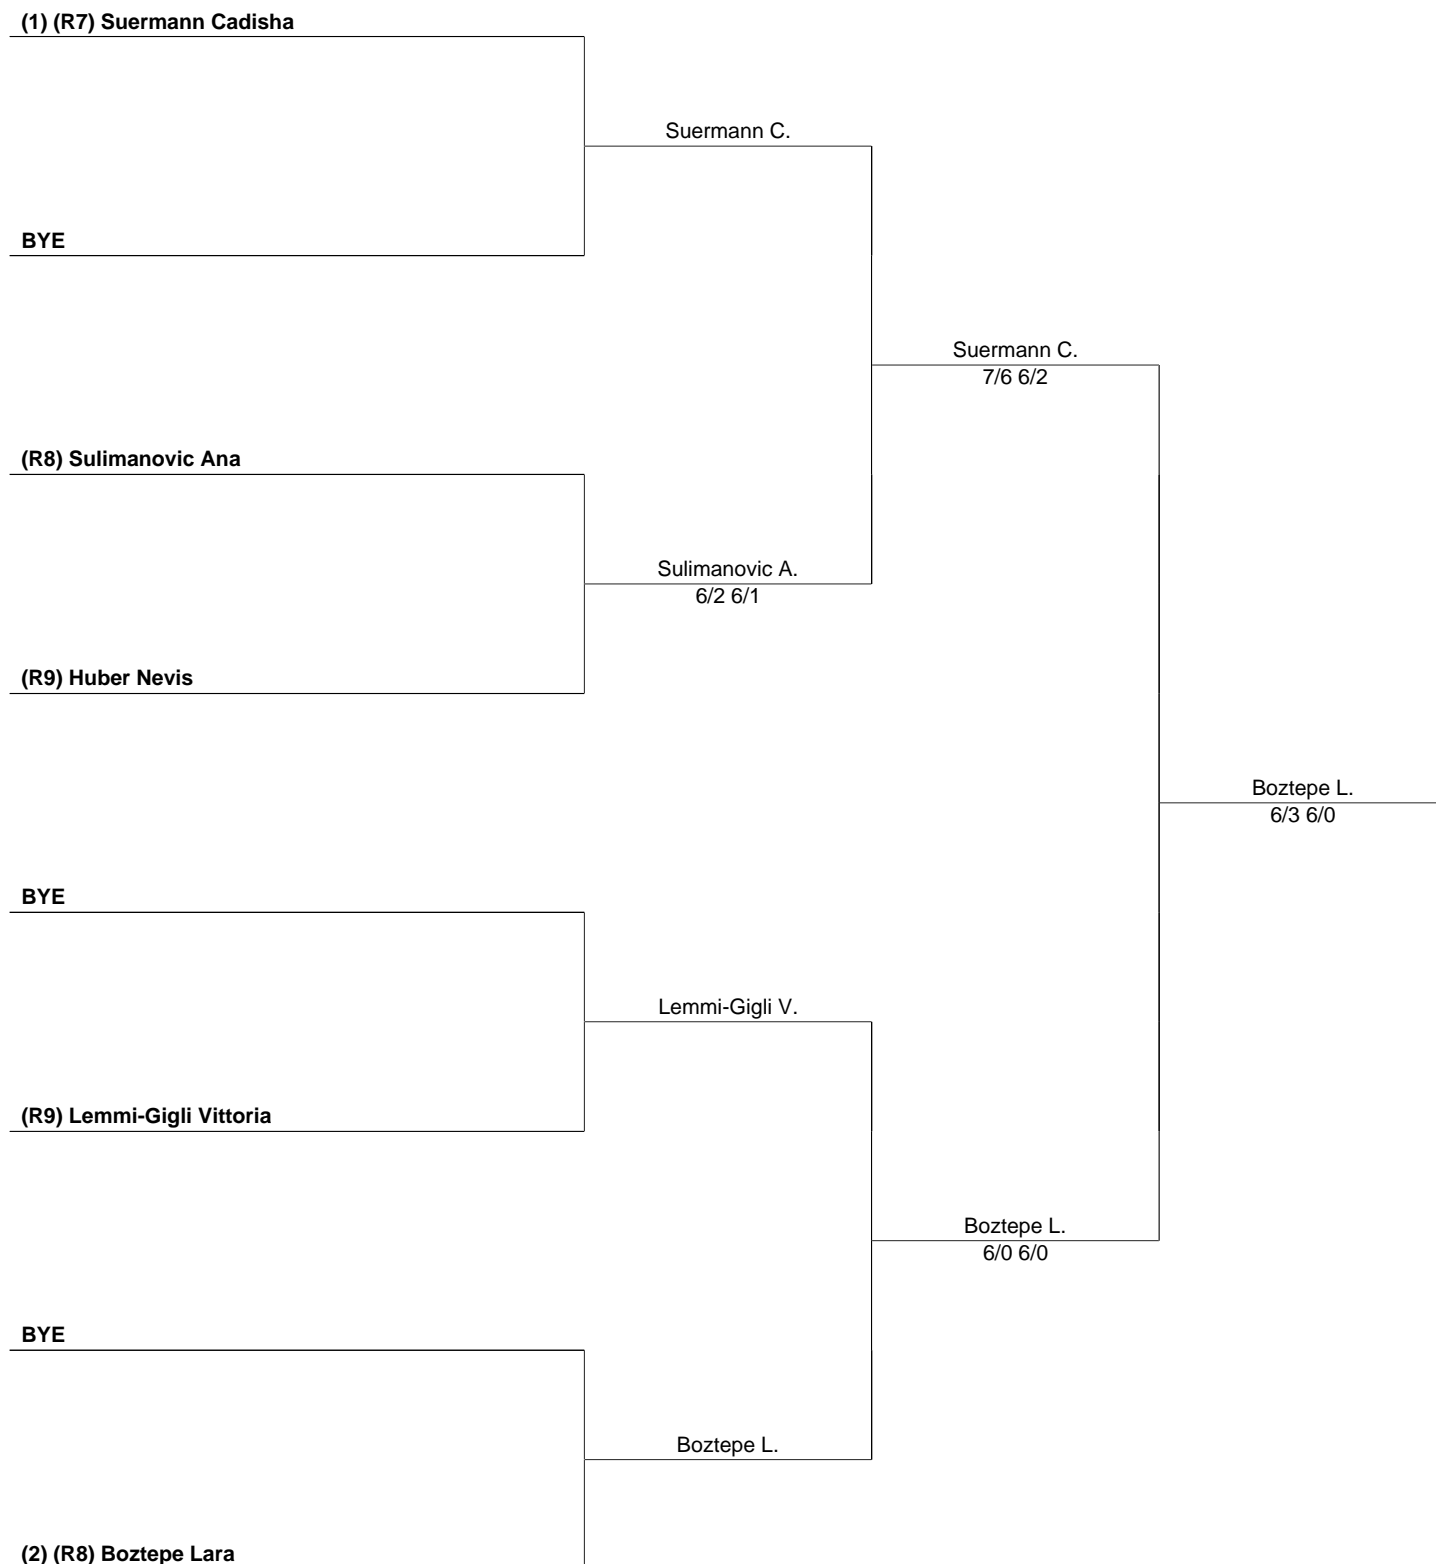 (1) (R7) Suermann Cadisha
Suermann C.
BYE
Suermann C.
7/6 6/2
(R8) Sulimanovic Ana
Sulimanovic A.
6/2 6/1
(R9) Huber Nevis
Boztepe L.
6/3 6/0
BYE
Lemmi-Gigli V.
(R9) Lemmi-Gigli Vittoria
Boztepe L.
6/0 6/0
BYE
Boztepe L.
(2) (R8) Boztepe Lara